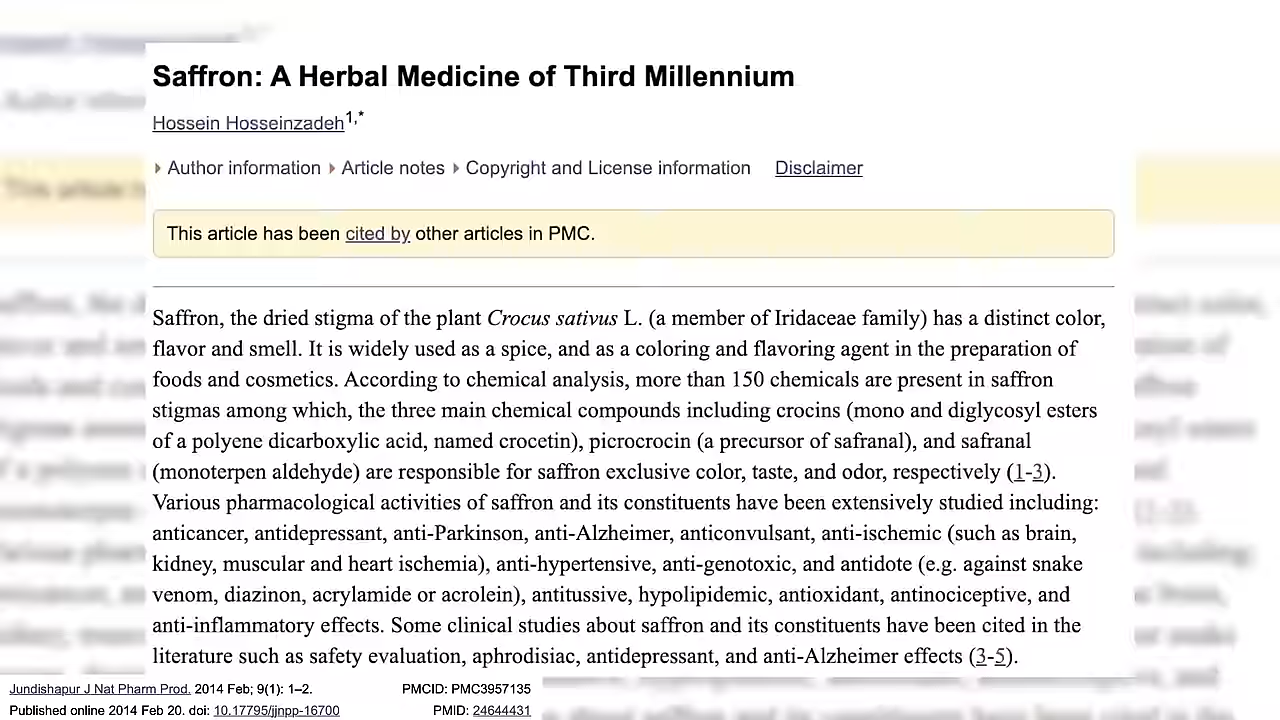 Saffron: A Herbal Medicine of Third Millennium
Hossein Hosseinzadeh1,*
Author information Article notes Copyright and License information Disclaimer
This article has been cited by other articles in PMC.
Saffron, the dried stigma of the plant Crocus sativus L. (a member of Iridaceae family) has a distinct color,
flavor and smell. It is widely used as a spice, and as a coloring and flavoring agent in the preparation of
foods and cosmetics. According to chemical analysis, more than 150 chemicals are present in saffron
stigmas among which, the three main chemical compounds including crocins (mono and diglycosyl esters
of a polyene dicarboxylic acid, named crocetin), picrocrocin (a precursor of safranal), and safranal
(monoterpen aldehyde) are responsible for saffron exclusive color, taste, and odor, respectively (1-3).
Various pharmacological activities of saffron and its constituents have been extensively studied including:
anticancer, antidepressant, anti-Parkinson, anti-Alzheimer, anticonvulsant, anti-ischemic (such as brain,
kidney, muscular and heart ischemia), anti-hypertensive, anti-genotoxic, and antidote (e.g. against snake
venom, diazinon, acrylamide or acrolein), antitussive, hypolipidemic, antioxidant, antinociceptive, and
anti-inflammatory effects. Some clinical studies about saffron and its constituents have been cited in the
literature such as safety evaluation, aphrodisiac, antidepressant, and anti-Alzheimer effects (3-5).
Jundishapur J Nat Pharm Prod. 2014 Feb; 9(1): 1–2. PMCID: PMC3957135
Published online 2014 Feb 20. doi: 10.17795/jjnpp-16700 PMID: 24644431